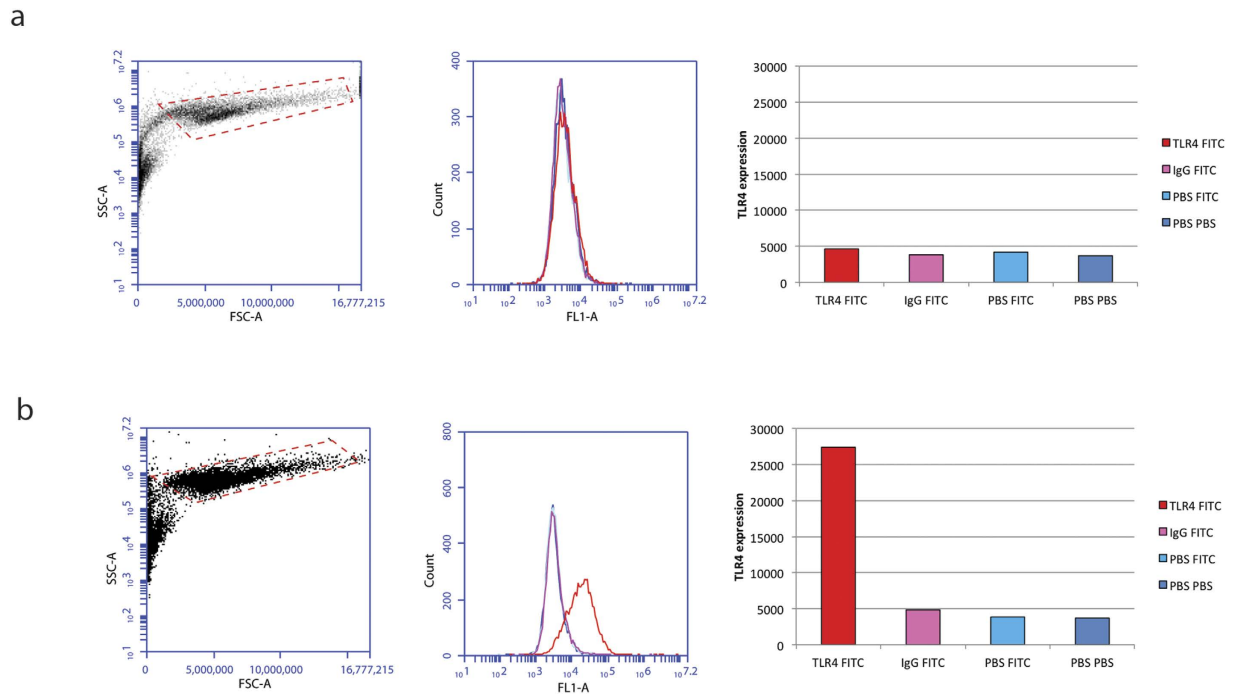 a
SSC-A
10 1
10 2
10 3
10 4
10 5
10 6
10 7.2
0
5,000,000
10,000,000
16,777,215
FSC-A
Count
0
100
200
300
400
10 1
10 2
10 3
10 4
10 5
10 6
10 7.2
FL1-A
TLR4 expression
30000
25000
20000
15000
10000
5000
0
TLR4 FITC
IgG FITC
PBS FITC
PBS PBS
TLR4 FITC
IgG FITC
PBS FITC
PBS PBS
b
SSC-A
10 1
10 2
10 3
10 4
10 5
10 6
10 7.2
0
5,000,000
10,000,000
16,777,215
FSC-A
Count
0
200
400
600
800
10 1
10 2
10 3
10 4
10 5
10 6
10 7.2
FL1-A
TLR4 expression
30000
25000
20000
15000
10000
5000
0
TLR4 FITC
IgG FITC
PBS FITC
PBS PBS
TLR4 FITC
IgG FITC
PBS FITC
PBS PBS